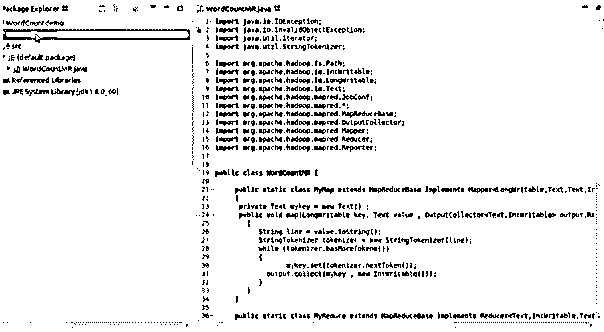 Package Explorer
WordCountMR.java
WordCount demo
src
(default package)
WordCountMR.java
Referenced Libraries
JRE System Library [jdk1.6.0_00]
1 import java.io.IOException;
2 import java.io.InvalidObjectException;
3 import java.util.Iterator;
4 import java.util.StringTokenizer;
5
6 import org.apache.hadoop.fs.Path;
7 import org.apache.hadoop.io.IntWritable;
8 import org.apache.hadoop.io.LongWritable;
9 import org.apache.hadoop.io.Text;
10 import org.apache.hadoop.mapred.JobConf;
11 import org.apache.hadoop.mapred.*;
12 import org.apache.hadoop.mapred.MapReduceBase;
13 import org.apache.hadoop.mapred.OutputCollector;
14 import org.apache.hadoop.mapred.Mapper;
15 import org.apache.hadoop.mapred.Reducer;
16 import org.apache.hadoop.mapred.Reporter;
17
18
19 public class WordCountMR {
20
21 public static class MyMap extends MapReduceBase implements Mapper<LongWritable,Text,Text,In
22 {
23 private Text mykey = new Text() ;
24 public void map(LongWritable key, Text value , OutputCollector<Text,IntWritable> output,Re
25 {
26 String line = value.toString();
27 StringTokenizer tokenizer = new StringTokenizer(line);
28 while (tokenizer.hasMoreTokens())
29 {
30 mykey.set(tokenizer.nextToken());
31 output.collect(mykey , new IntWritable(1));
32 }
33 }
34 }
35
36 public static class MyReduce extends MapReduceBase implements Reducer<Text,IntWritable,Text